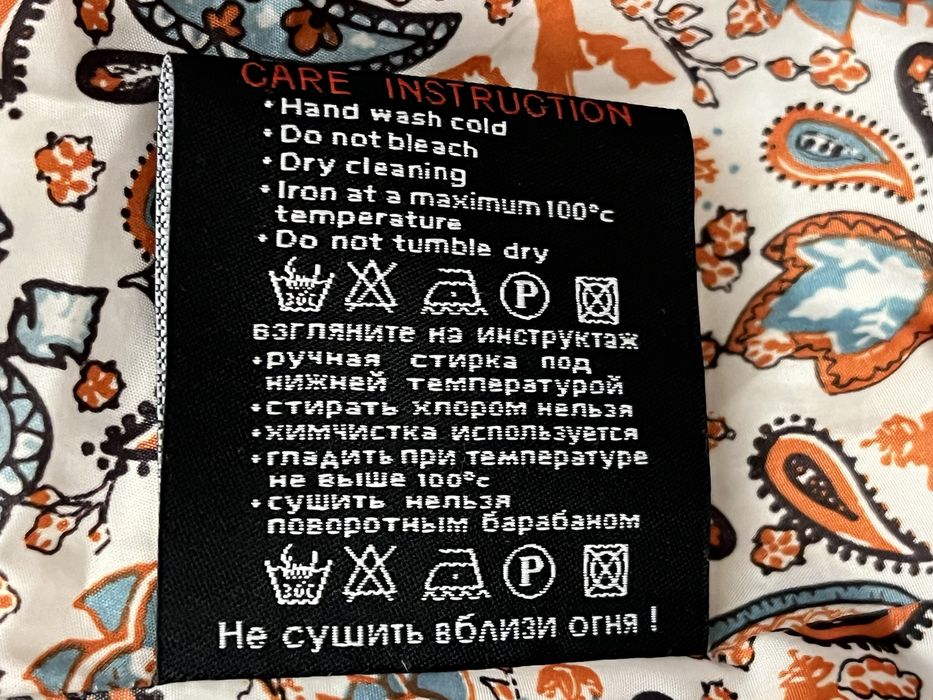 CARE INSTRUCTION
• Hand wash cold
• Do not bleach
• Dry cleaning
• Iron at a maximum 100°c
temperature
• Do not tumble dry
30C P
взгляните на инструктаж
• ручная стирка под
нижней температурой
• стирать хлором нельзя
• химчистка используется
• гладить при температуре
не выше 100°c
• сушить нельзя
поворотным барабаном
30C P
Не сушить вблизи огня !